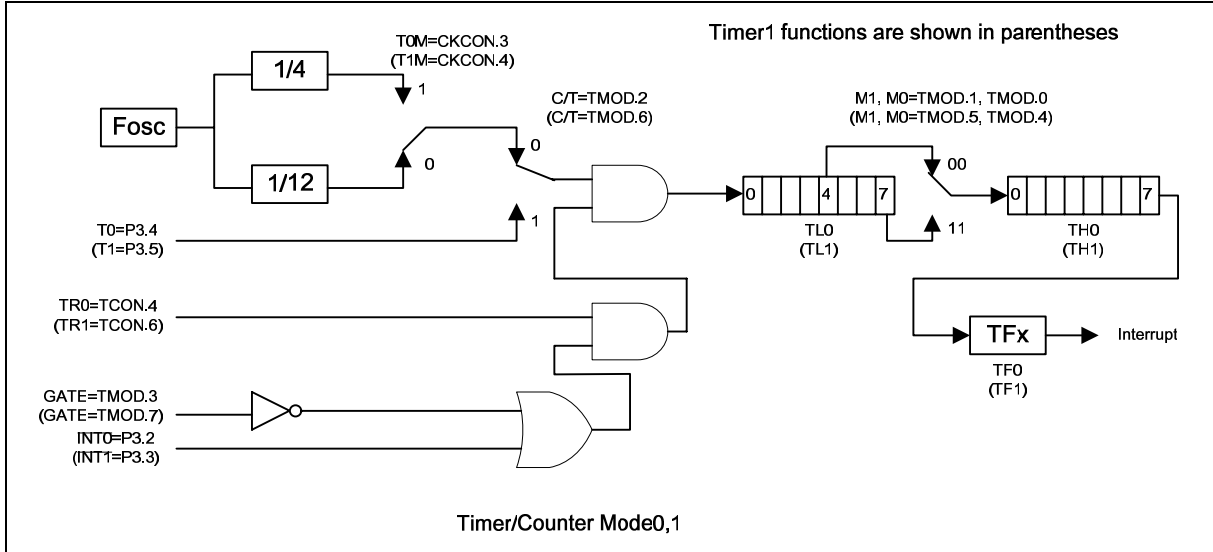 Timer1 functions are shown in parentheses
T0M=CKCON.3
(T1M=CKCON.4)
1/4
1
Fosc
C/T=TMOD.2
(C/T=TMOD.6)
M1, M0=TMOD.1, TMOD.0
(M1, M0=TMOD.5, TMOD.4)
0
0
00
1/12
0
4
7
0
7
T0=P3.4
(T1=P3.5)
1
11
TL0
(TL1)
TH0
(TH1)
TR0=TCON.4
(TR1=TCON.6)
TFx
Interrupt
TF0
(TF1)
GATE=TMOD.3
(GATE=TMOD.7)
INT0=P3.2
(INT1=P3.3)
Timer/Counter Mode0,1